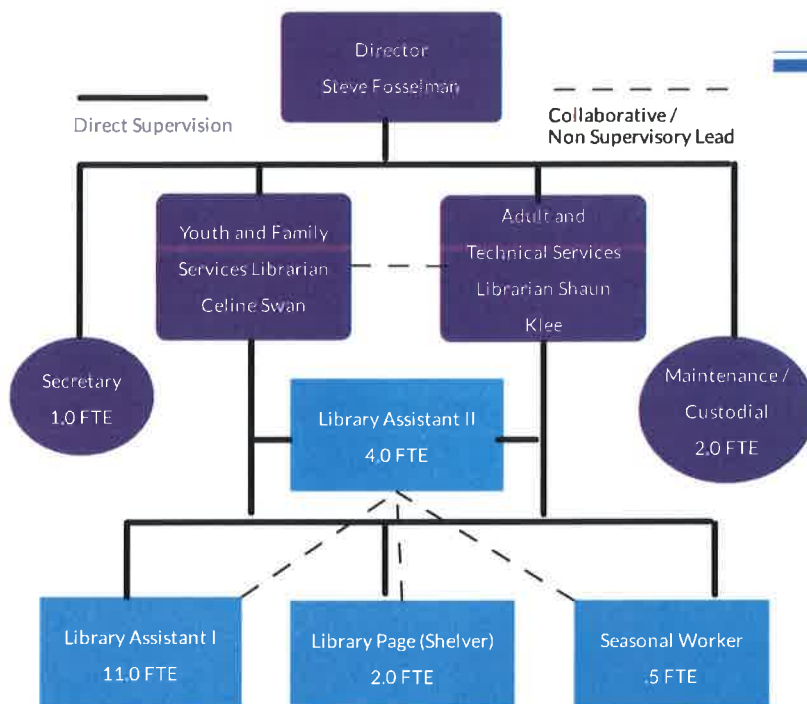 Director
Steve Fosselman
Direct Supervision
Collaborative /
Non Supervisory Lead
Youth and Family
Services Librarian
Celine Swan
Adult and
Technical Services
Librarian Shaun
Klee
Secretary
1.0 FTE
Maintenance /
Custodial
2.0 FTE
Library Assistant II
4.0 FTE
Library Assistant I
11.0 FTE
Library Page (Shelver)
2.0 FTE
Seasonal Worker
.5 FTE